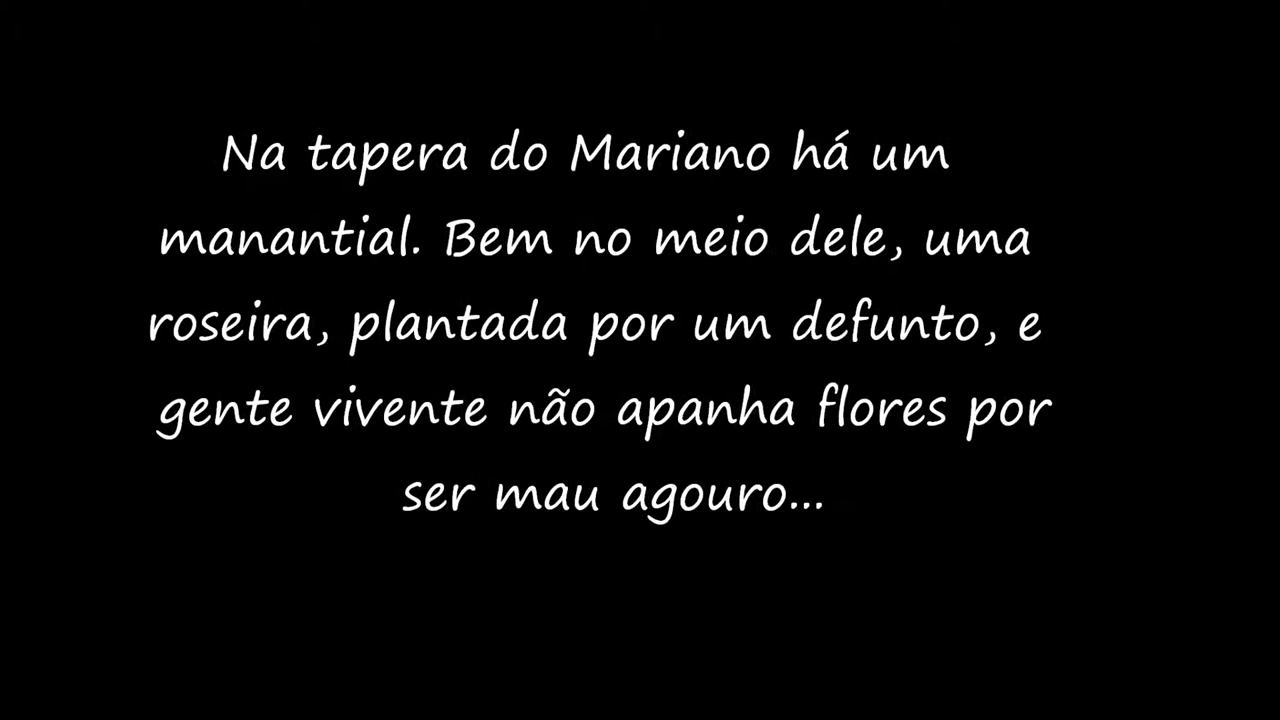 Na tapera do Mariano há um
manantial. Bem no meio dele, uma
roseira, plantada por um defunto, e
gente vivente não apanha flores por
ser mau agouro...